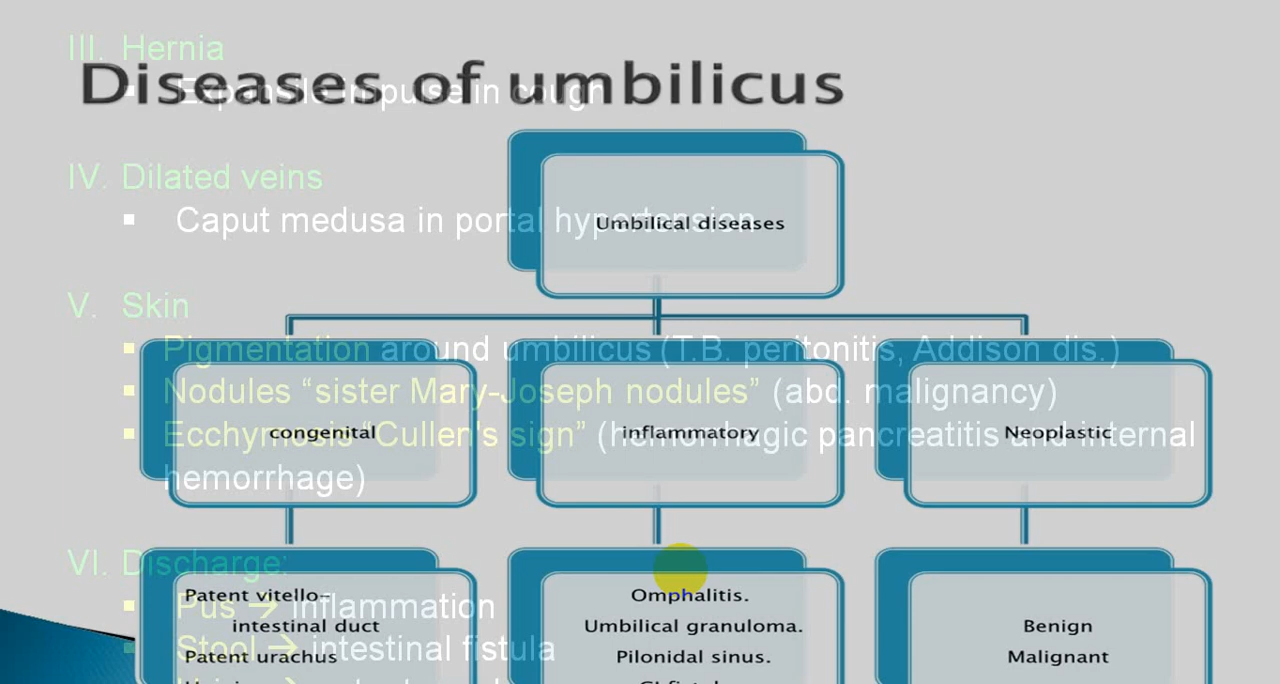 III. Hernia
Diseases of umbilicus
▪ Expansile impulse in cough
IV. Dilated veins
▪ Caput medusa in portal hypertension
Umbilical diseases
V. Skin
▪ Pigmentation around umbilicus (T.B. peritonitis, Addison dis.)
▪ Nodules “sister Mary-Joseph nodules” (abd. malignancy)
▪ Ecchymosis “Cullen's sign” (hemorrhagic pancreatitis and internal
hemorrhage)
congenital
inflammatory
Neoplastic
VI. Discharge:
▪ Pus → inflammation
▪ Stool → intestinal fistula
Patent vitello-
intestinal duct
Patent urachus
Omphalitis.
Umbilical granuloma.
Pilonidal sinus.
Benign
Malignant